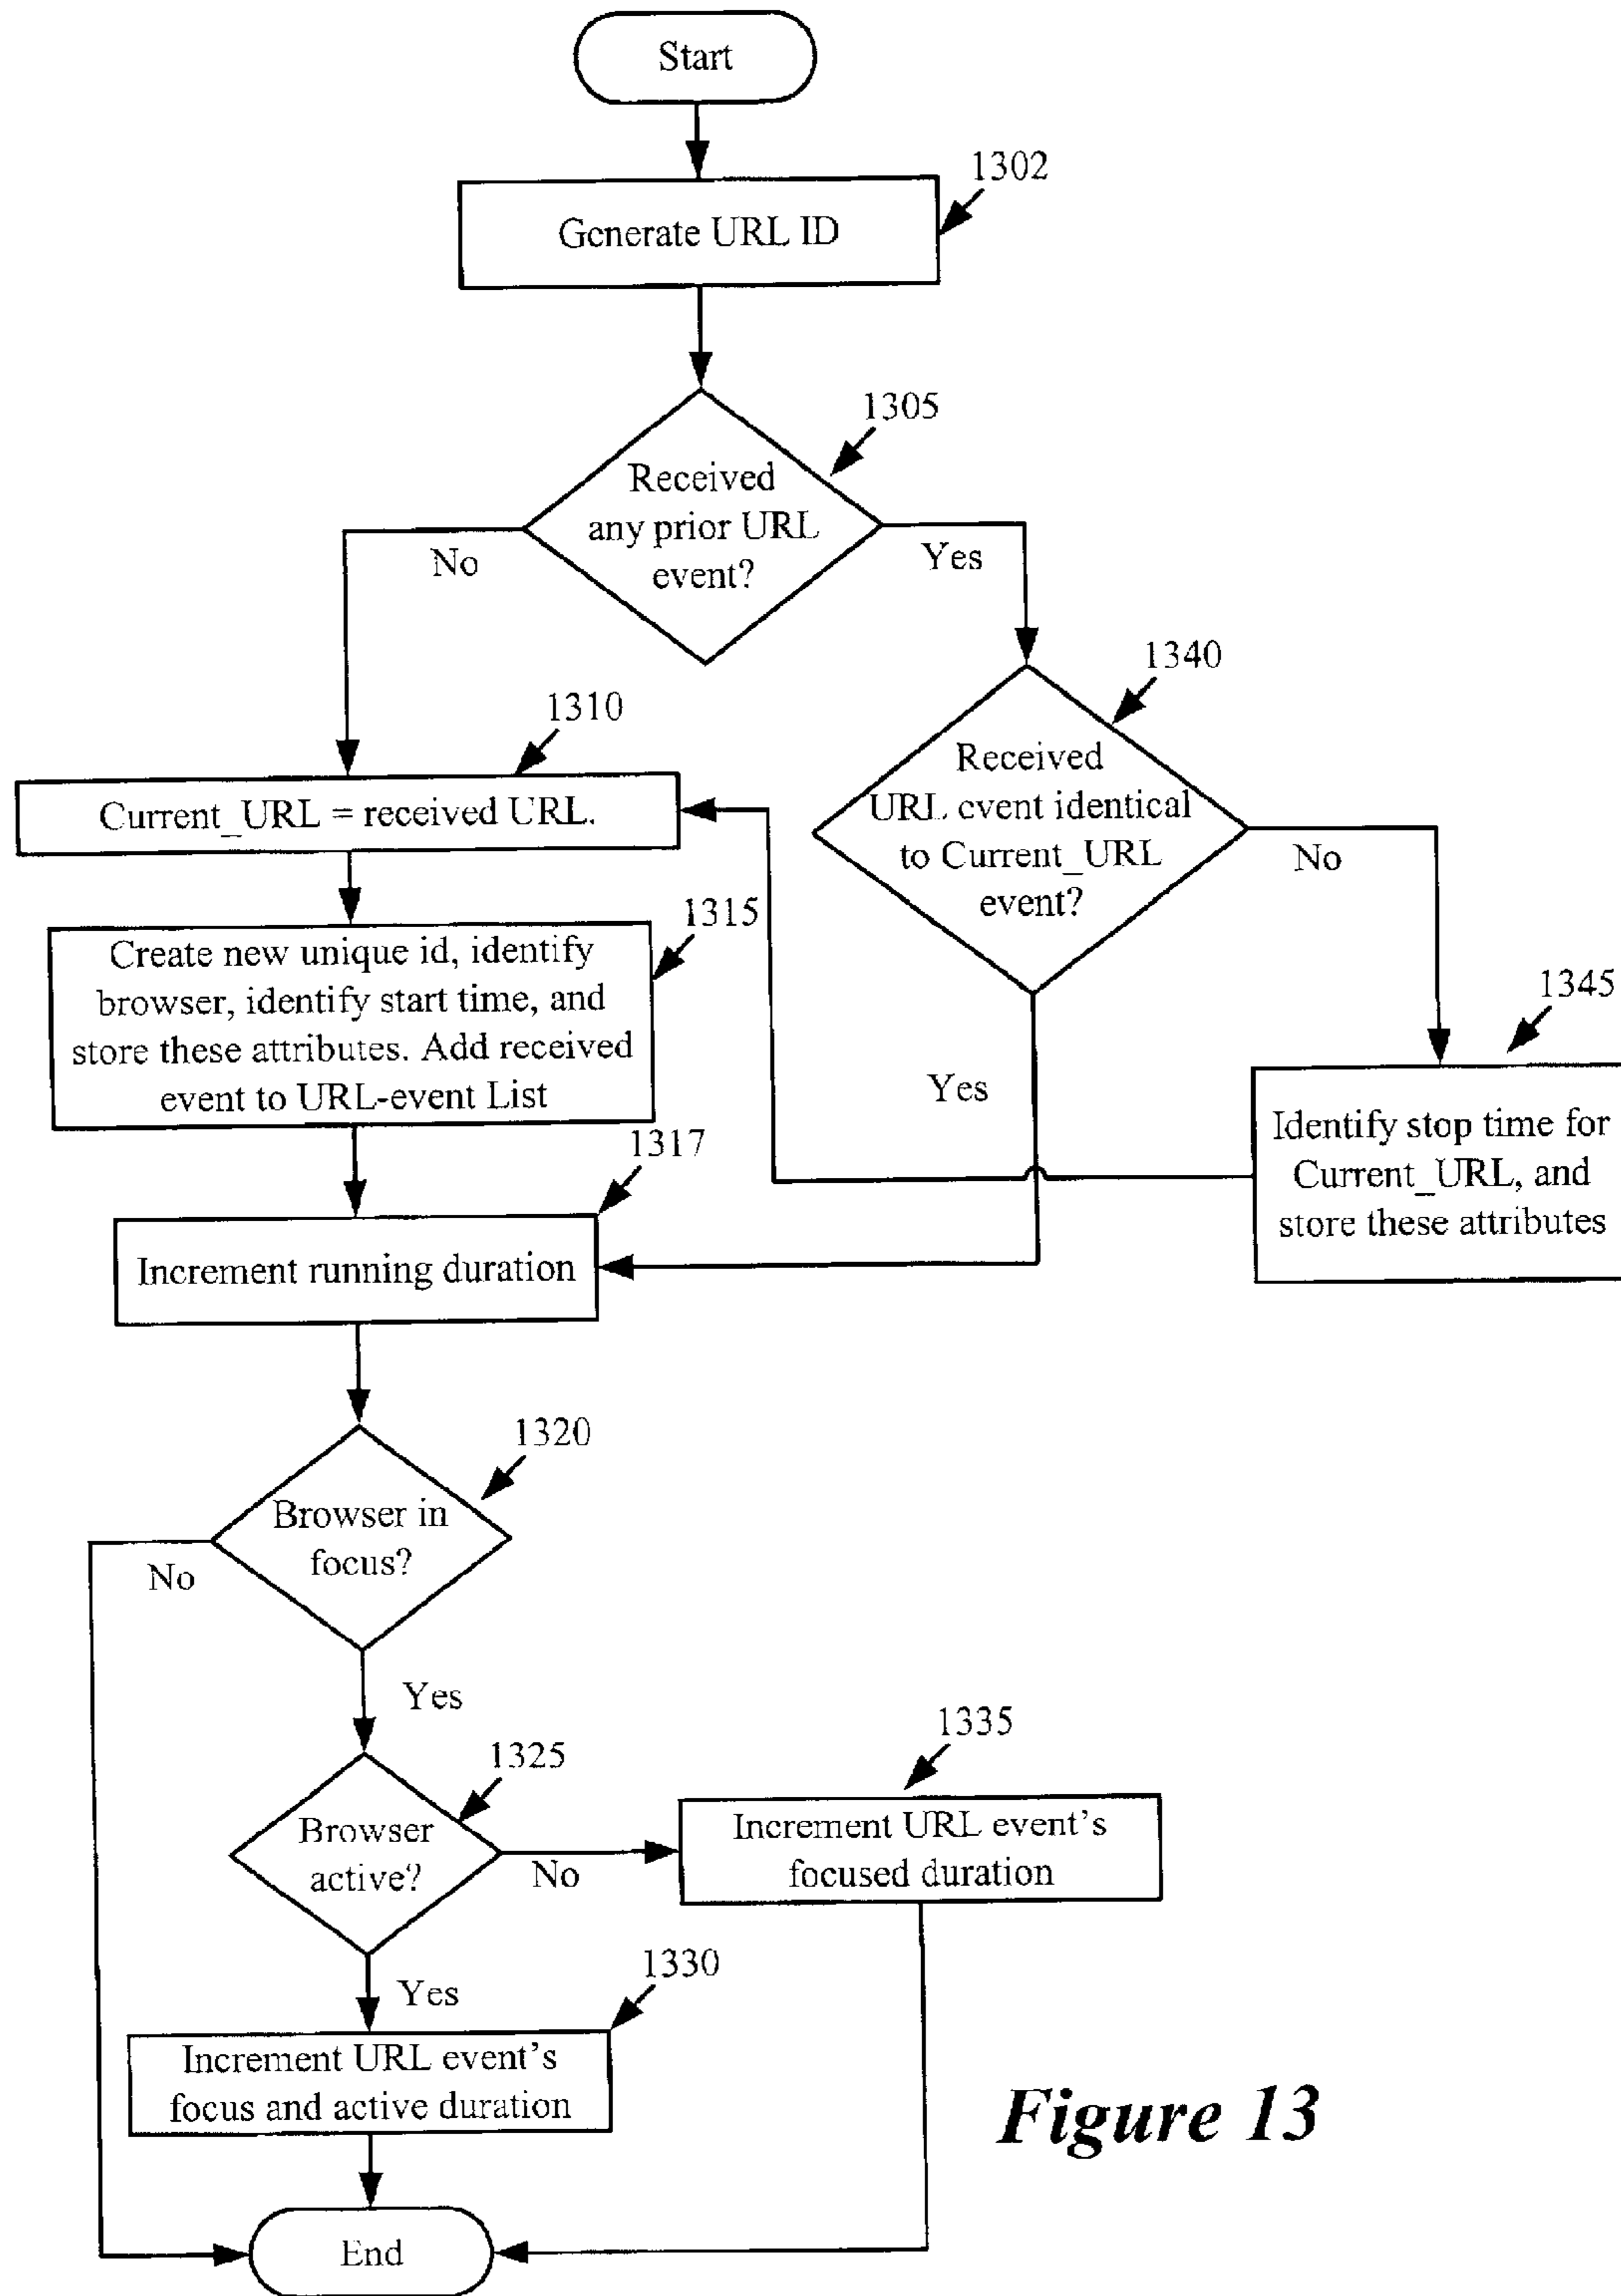 Start
1302
Generate URL ID
1305
Received
any prior URL
event?
No
Yes
1340
Received
URL event identical
to Current_URL
event?
No
Yes
1310
Current_URL = received URL.
1315
Create new unique id, identify
browser, identify start time, and
store these attributes. Add received
event to URL-event List
1345
Identify stop time for
Current_URL, and
store these attributes
1317
Increment running duration
1320
Browser in
focus?
No
Yes
1325
Browser
active?
No
1335
Increment URL event's
focused duration
Yes
1330
Increment URL event's
focus and active duration
End
Figure 13